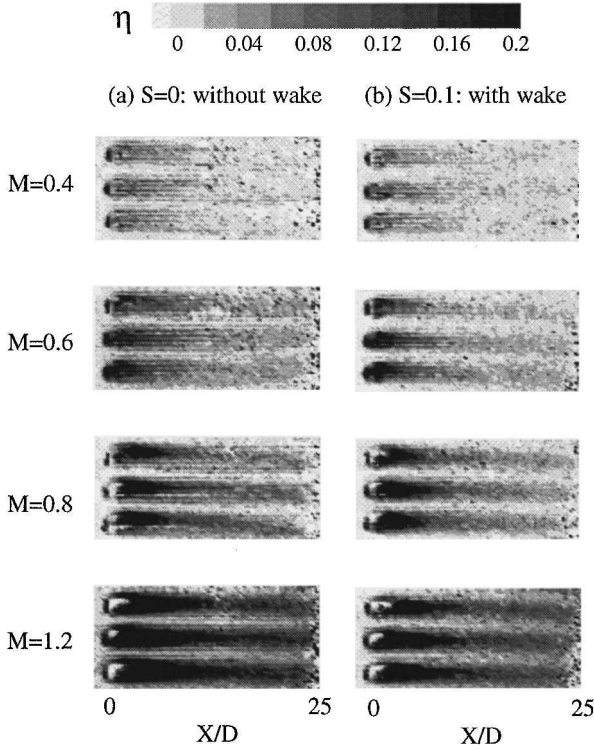 η
0 0.04 0.08 0.12 0.16 0.2
(a) S=0: without wake (b) S=0.1: with wake
M=0.4
M=0.6
M=0.8
M=1.2
0 25 0 25
X/D X/D